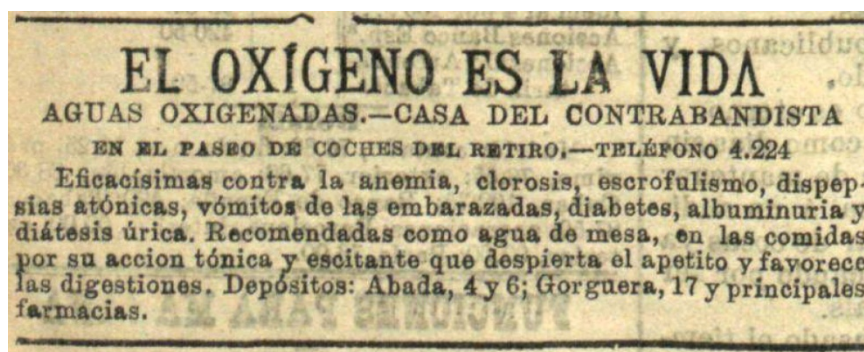 EL OXÍGENO ES LA VIDA
AGUAS OXIGENADAS.—CASA DEL CONTRABANDISTA
EN EL PASEO DE COCHES DEL RETIRO.—TELÉFONO 4.224
Eficacísimas contra la anemia, clorosis, escrofulismo, dispep-
sias atónicas, vómitos de las embarazadas, diabetes, albuminuria y
diátesis úrica. Recomendadas como agua de mesa, en las comidas
por su accion tónica y escitante que despierta el apetito y favorece
las digestiones. Depósitos: Abada, 4 y 6; Gorguera, 17 y principales
farmacias.